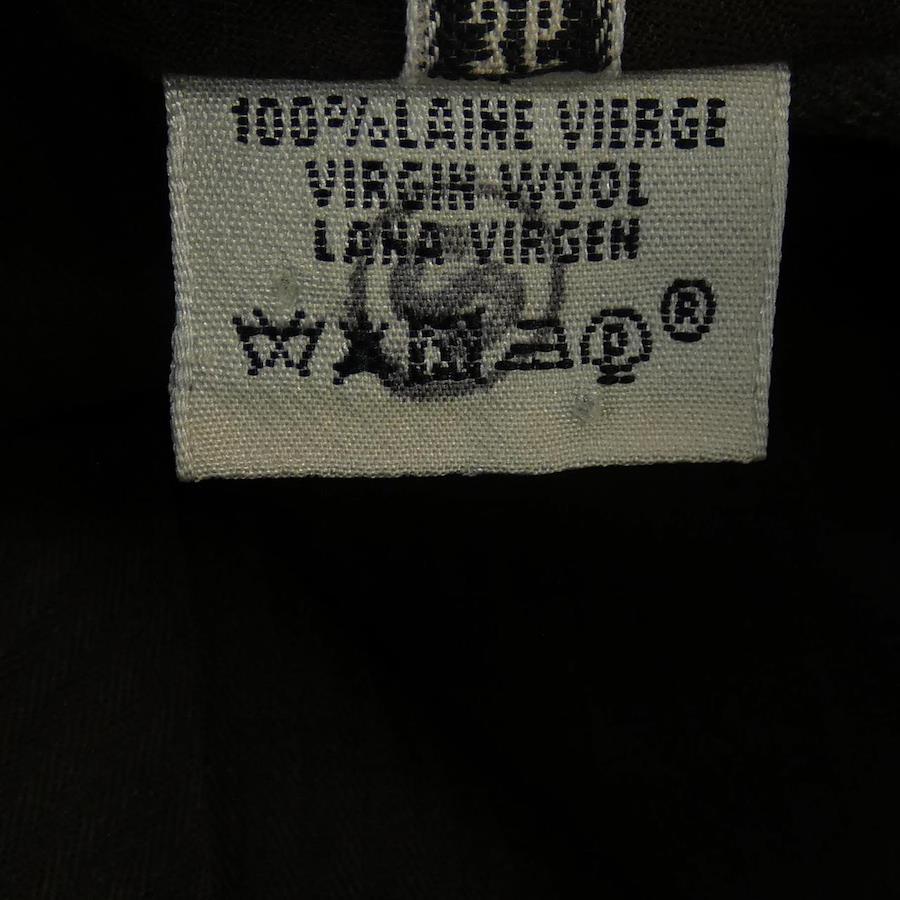 100% LAINE VIERGE
VIRGIN WOOL
LANA VIRGEN
P ®